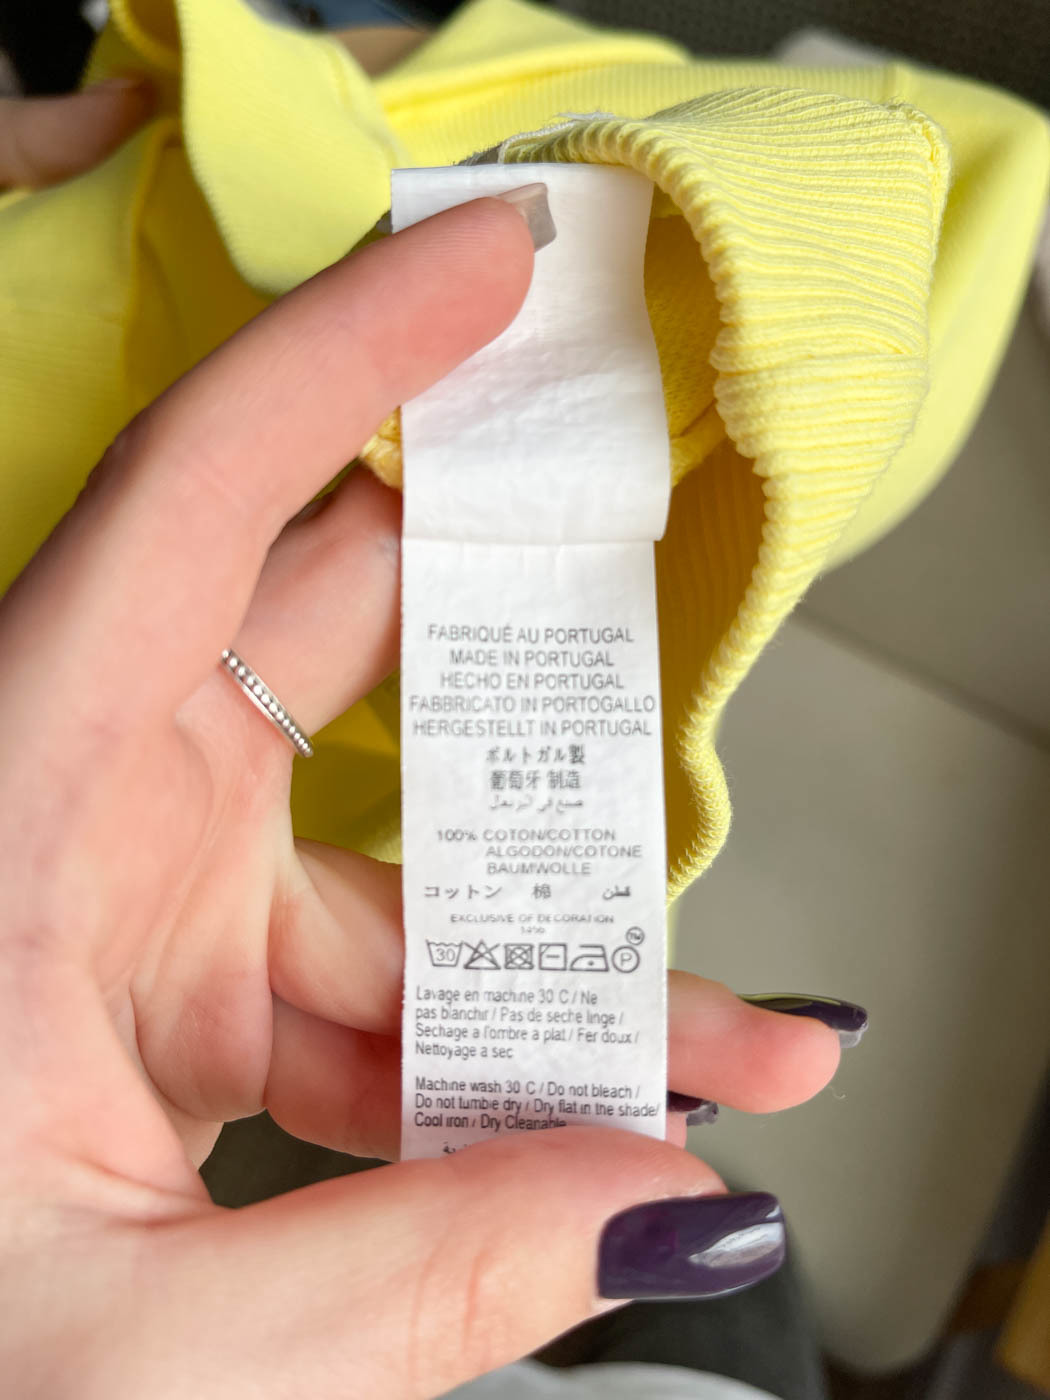 FABRIQUÉ AU PORTUGAL
MADE IN PORTUGAL
HECHO EN PORTUGAL
FABBRICATO IN PORTOGALLO
HERGESTELLT IN PORTUGAL
ポルトガル製
葡萄牙 制造
صنع في البرتغال
100% COTON/COTTON
ALGODON/COTONE
BAUMWOLLE
コットン 棉 قطن
EXCLUSIVE OF DECORATION
TM
30 P
Lavage en machine 30 C / Ne
pas blanchir / Pas de seche linge /
Sechage a l'ombre a plat / Fer doux /
Nettoyage a sec
Machine wash 30 C / Do not bleach /
Do not tumble dry / Dry flat in the shade/
Cool iron / Dry Cleanable